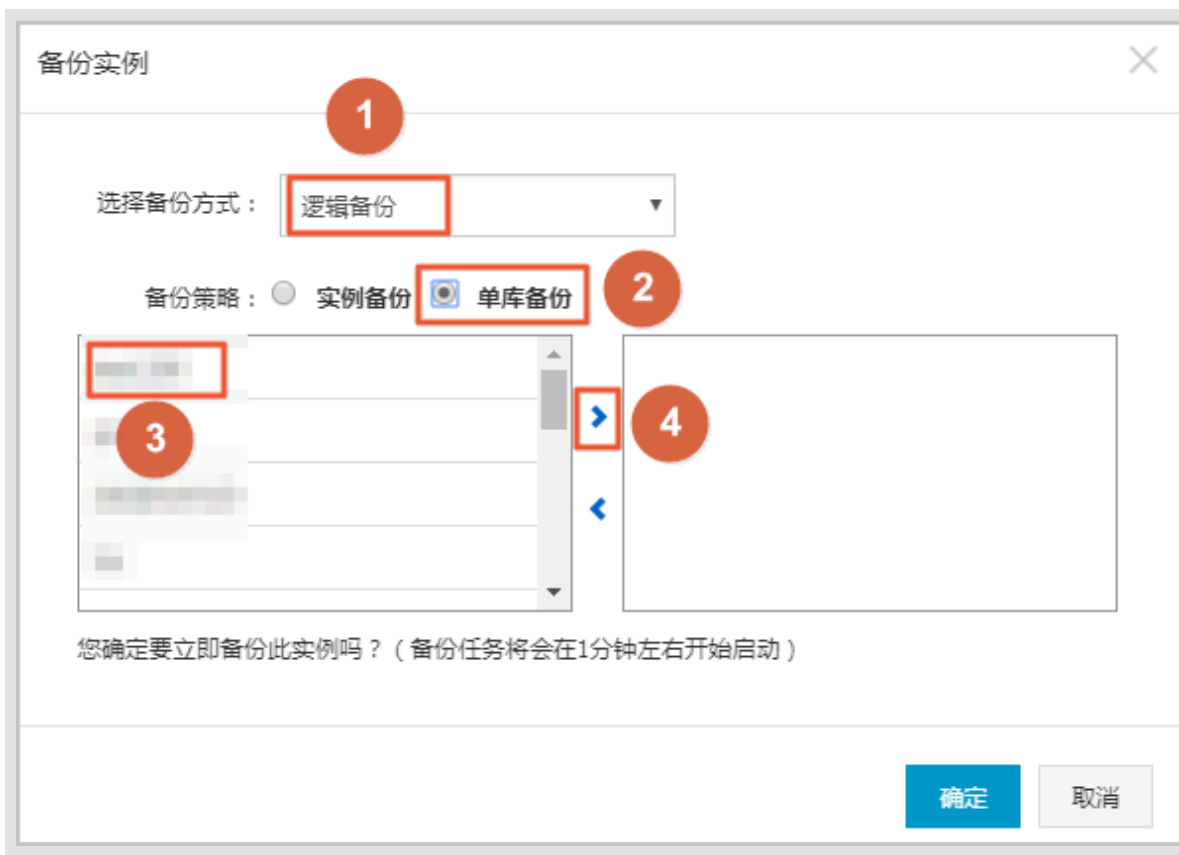 备份实例
1
选择备份方式：
逻辑备份
备份策略： 实例备份 单库备份 2
3
4
您确定要立即备份此实例吗？（备份任务将会在1分钟左右开始启动）
确定 取消